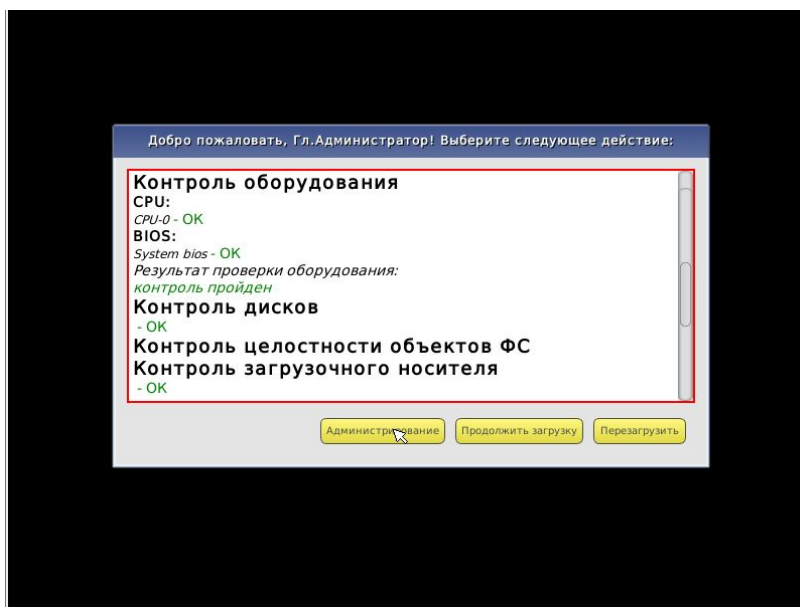 Добро пожаловать, Гл.Администратор! Выберите следующее действие:
Контроль оборудования
CPU:
CPU-0 - OK
BIOS:
System bios - OK
Результат проверки оборудования:
контроль пройден
Контроль дисков
- OK
Контроль целостности объектов ФС
Контроль загрузочного носителя
- OK
Администрирование
Продолжить загрузку
Перезагрузить